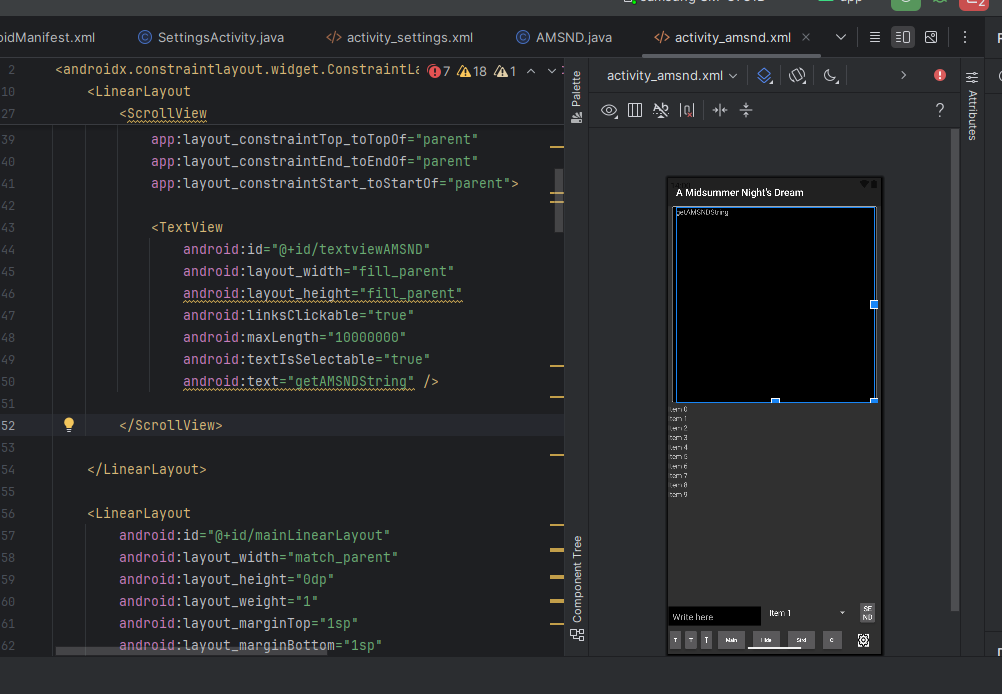 app
2
oidManifest.xml
SettingsActivity.java
activity_settings.xml
AMSND.java
activity_amsnd.xml
2 <androidx.constraintlayout.widget.ConstraintLa 7 18 1
10 <LinearLayout
27 <ScrollView
39 app:layout_constraintTop_toTopOf="parent"
40 app:layout_constraintEnd_toEndOf="parent"
41 app:layout_constraintStart_toStartOf="parent">
42
43 <TextView
44 android:id="@+id/textviewAMSND"
45 android:layout_width="fill_parent"
46 android:layout_height="fill_parent"
47 android:linksClickable="true"
48 android:maxLength="10000000"
49 android:textIsSelectable="true"
50 android:text="getAMSNDString" />
51
52 </ScrollView>
53
54 </LinearLayout>
55
56 <LinearLayout
57 android:id="@+id/mainLinearLayout"
58 android:layout_width="match_parent"
59 android:layout_height="0dp"
60 android:layout_weight="1"
61 android:layout_marginTop="1sp"
62 android:layout_marginBottom="1sp"
Palette
Component Tree
activity_amsnd.xml
?
Attributes
A Midsummer Night's Dream
getAMSNDString
Item 0
Item 1
Item 2
Item 3
Item 4
Item 5
Item 6
Item 7
Item 8
Item 9
Write here
Item 1
SE
ND
T
T
T
Main
Hide